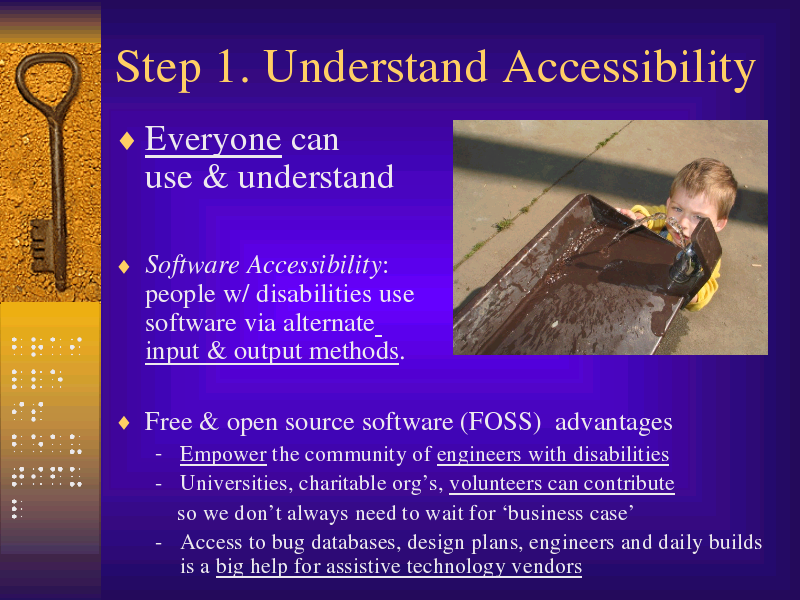 Step 1. Understand Accessibility
♦ Everyone can
use & understand
♦ Software Accessibility:
people w/ disabilities use
software via alternate
input & output methods.
♦ Free & open source software (FOSS) advantages
- Empower the community of engineers with disabilities
- Universities, charitable org’s, volunteers can contribute
so we don’t always need to wait for ‘business case’
- Access to bug databases, design plans, engineers and daily builds
is a big help for assistive technology vendors